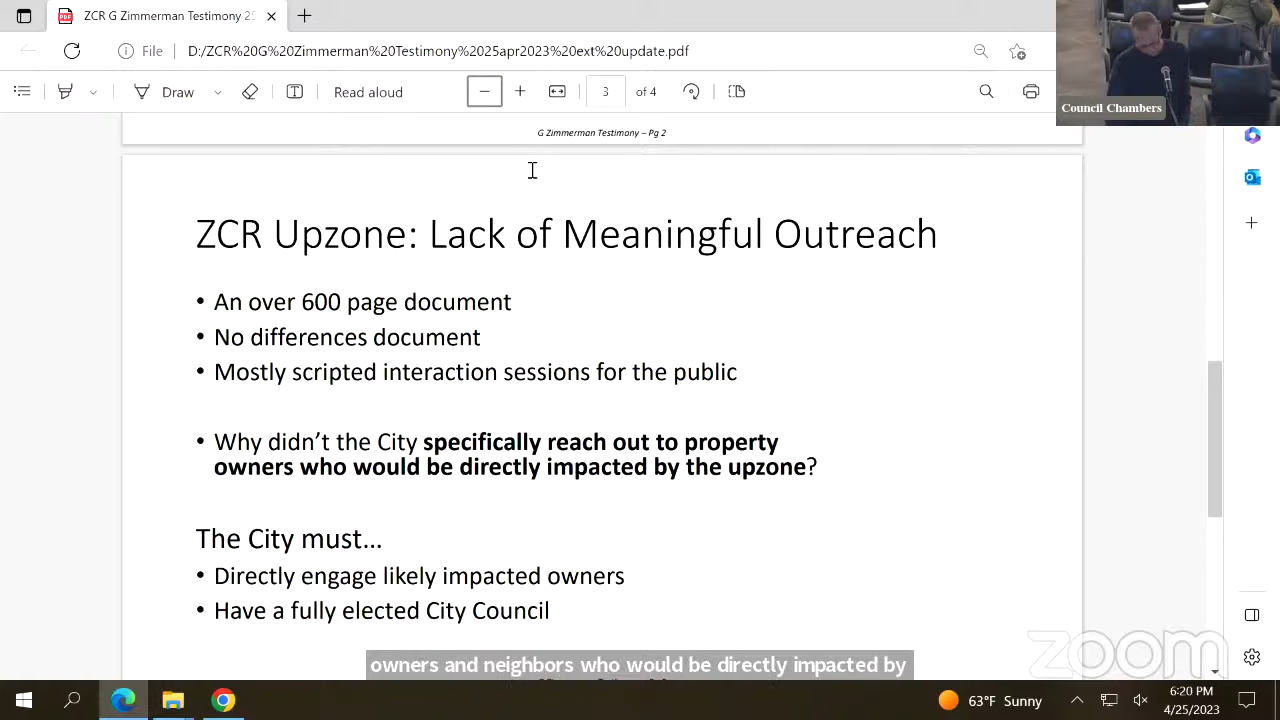 ZCR G Zimmerman Testimony 25
File
D:/ZCR%20G%20Zimmerman%20Testimony%2025apr2023%20ext%20update.pdf
Draw
Read aloud
3
of 4
Council Chambers
G Zimmerman Testimony – Pg 2
ZCR Upzone: Lack of Meaningful Outreach
• An over 600 page document
• No differences document
• Mostly scripted interaction sessions for the public
• Why didn’t the City specifically reach out to property
owners who would be directly impacted by the upzone?
The City must...
• Directly engage likely impacted owners
• Have a fully elected City Council
owners and neighbors who would be directly impacted by
zoom
63°F Sunny
6:20 PM
4/25/2023